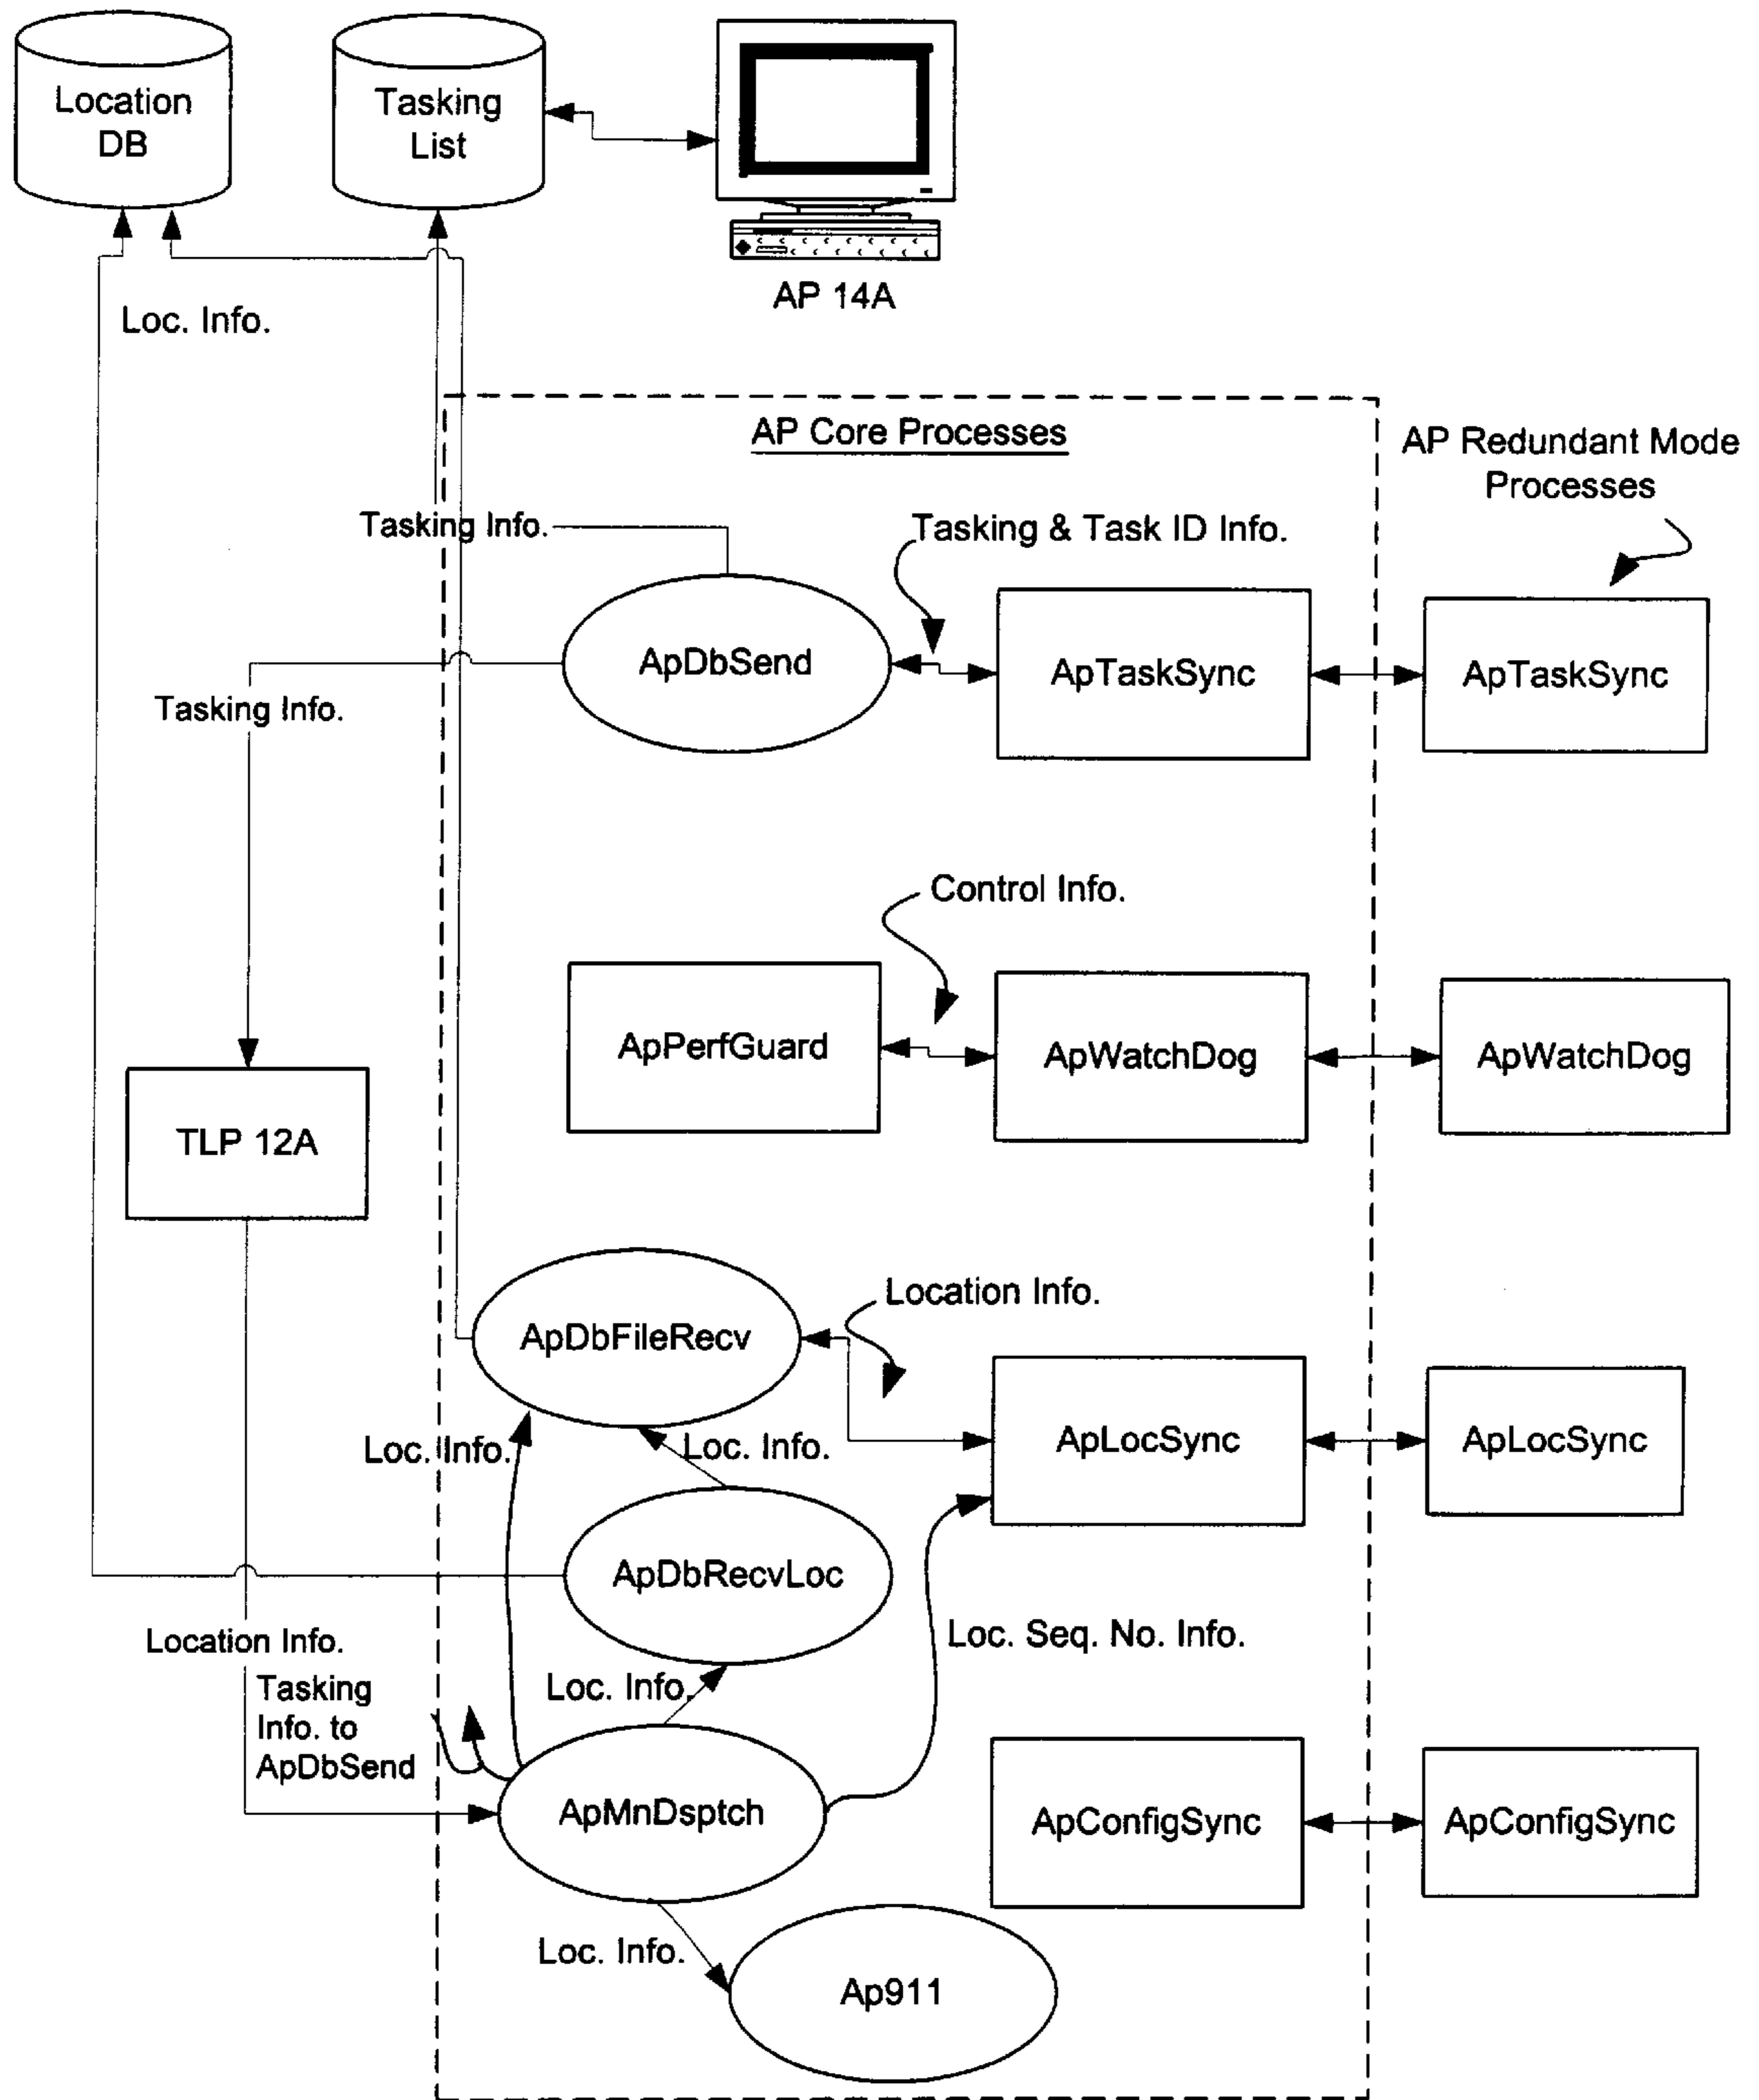 Location
DB
Tasking
List
AP 14A
Loc. Info.
AP Core Processes
AP Redundant Mode
Processes
Tasking Info.
Tasking & Task ID Info.
ApDbSend
ApTaskSync
ApTaskSync
Tasking Info.
Control Info.
ApPerfGuard
ApWatchDog
ApWatchDog
TLP 12A
Location Info.
ApDbFileRecv
Loc. Info.
Loc. Info.
ApLocSync
ApLocSync
ApDbRecvLoc
Location Info.
Loc. Seq. No. Info.
Tasking
Info. to
ApDbSend
Loc. Info.
ApMnDsptch
ApConfigSync
ApConfigSync
Loc. Info.
Ap911